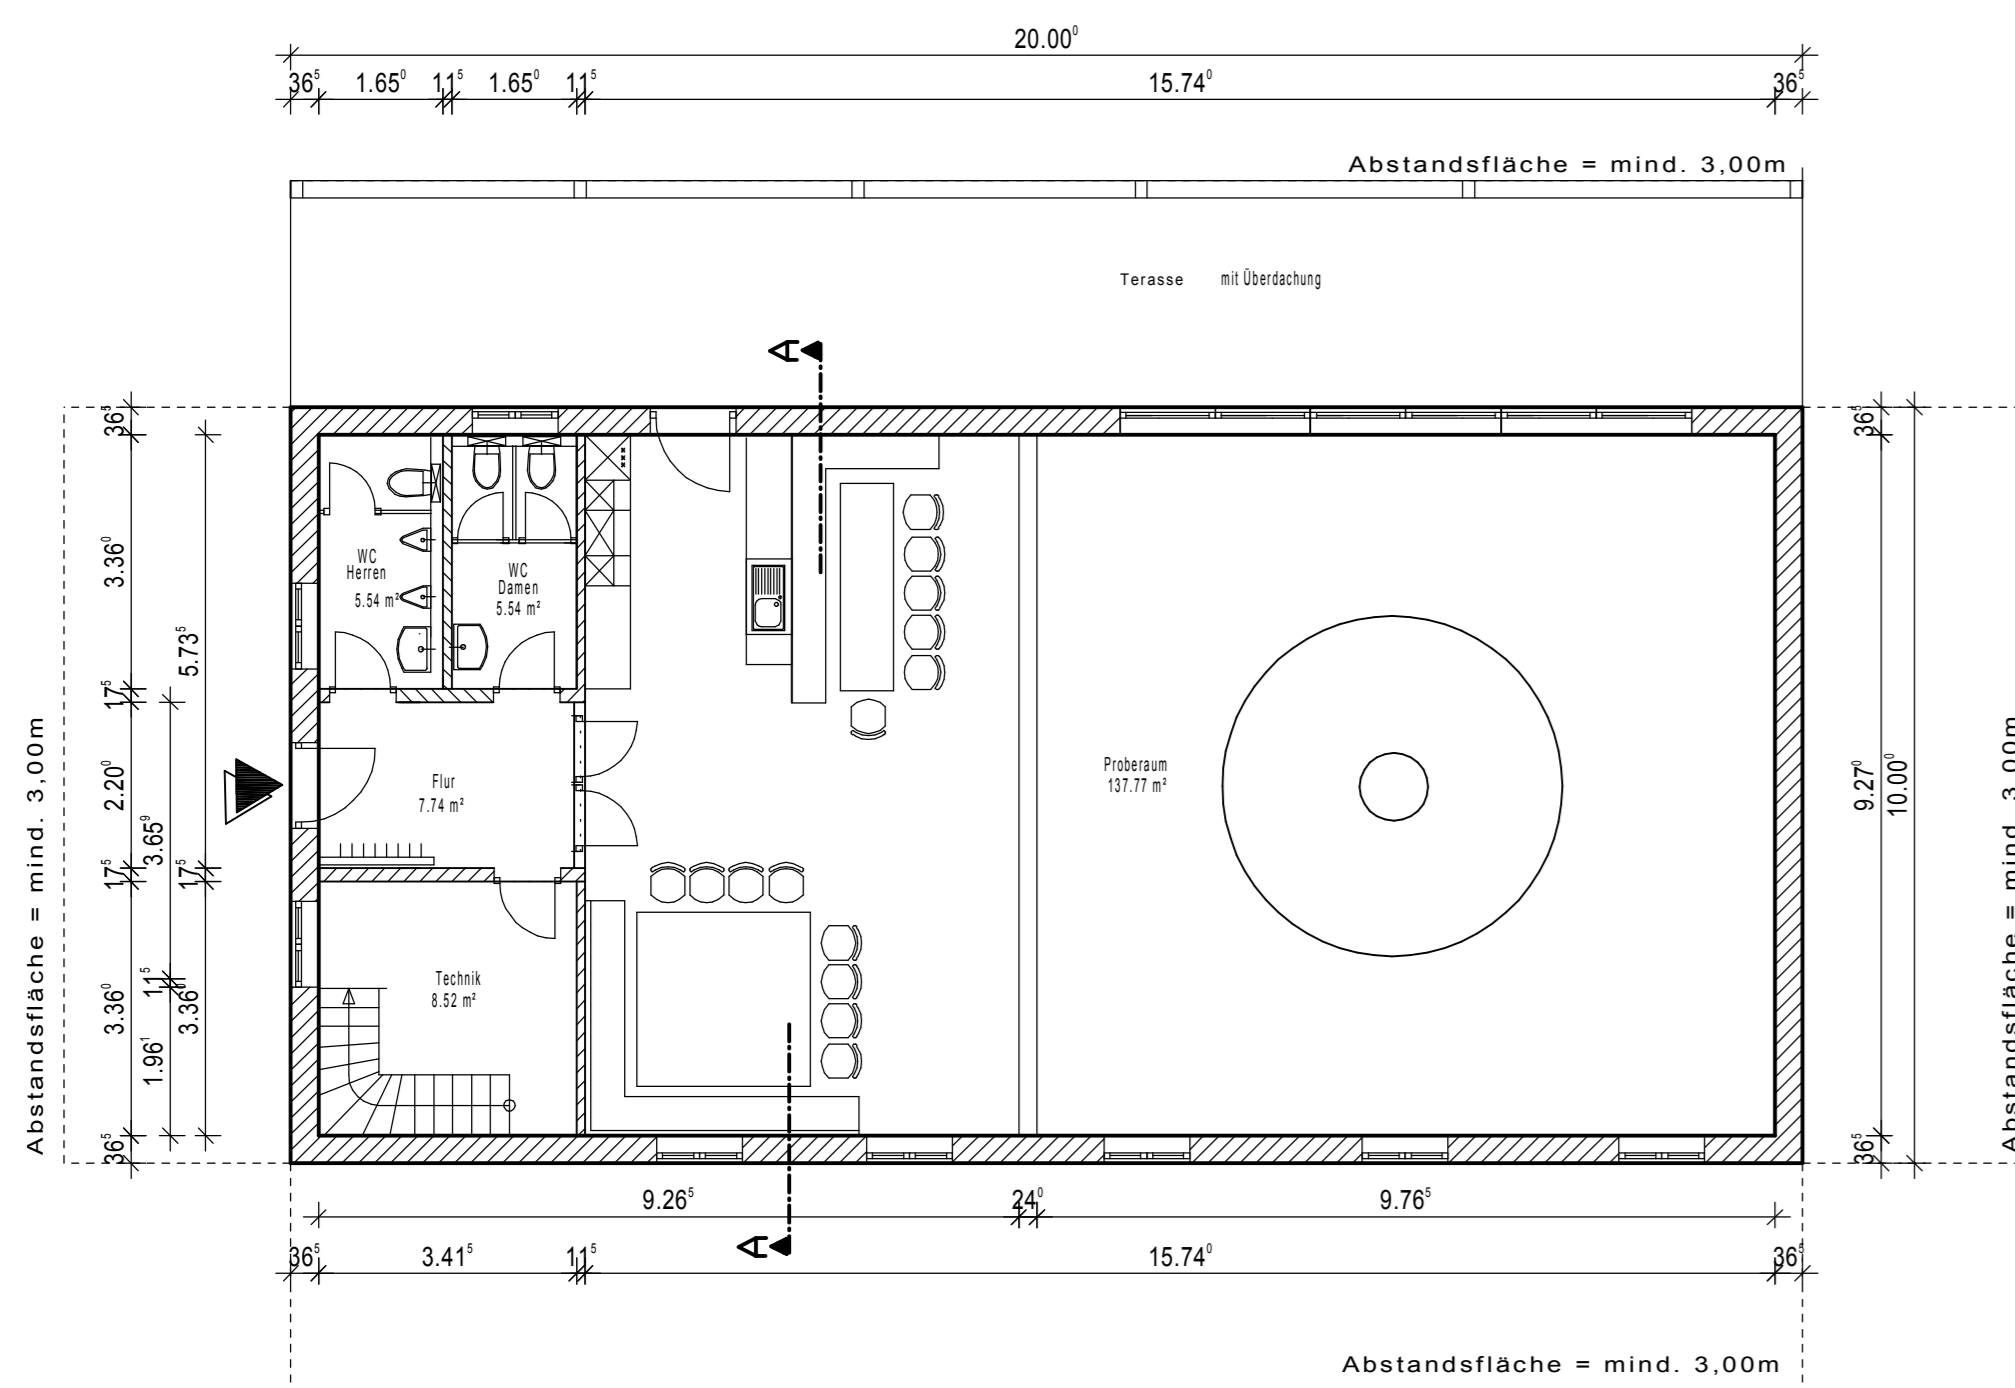 20.00⁰
36⁵ 1.65⁰ 11⁵ 1.65⁰ 11⁵ 15.74⁰ 36⁵
Abstandsfläche = mind. 3,00m
Terasse mit Überdachung
A
36⁵
3.36⁰
17⁵
2.20⁰
17⁵
3.36⁰
36⁵
3.65⁹
11⁵
1.96¹
5.73⁵
17⁵
3.36⁰
Abstandsfläche = mind. 3,00m
WC
Herren
5.54 m²
WC
Damen
5.54 m²
Flur
7.74 m²
Technik
8.52 m²
Proberaum
137.77 m²
36⁵
9.27⁰
36⁵
10.00⁰
Abstandsfläche = mind. 3,00m
9.26⁵ 24⁰ 9.76⁵
A
36⁵ 3.41⁵ 11⁵ 15.74⁰ 36⁵
Abstandsfläche = mind. 3,00m